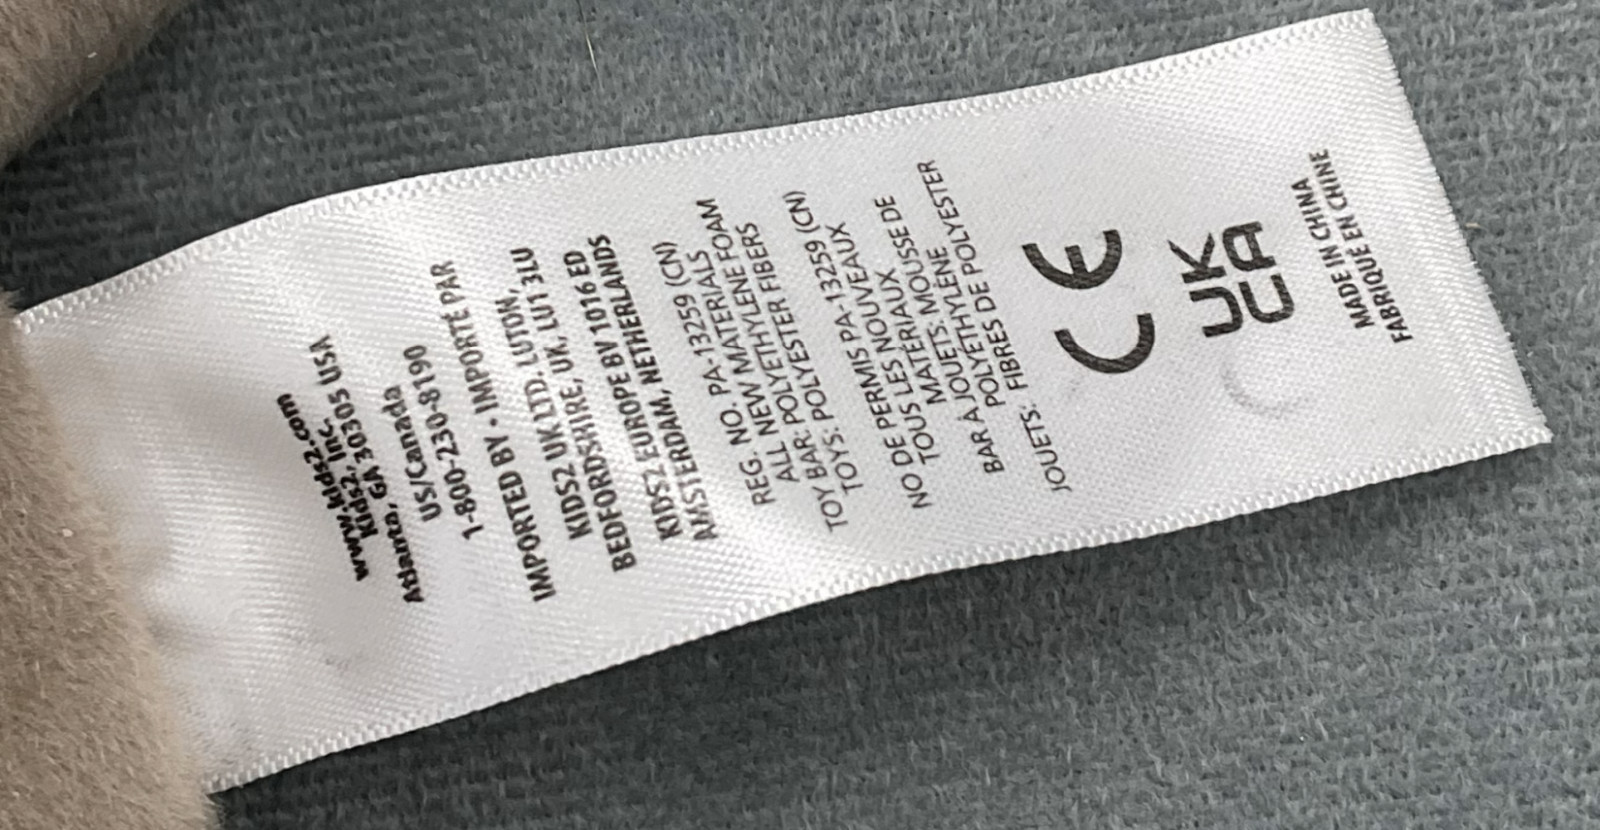 www.kids2.com
Kids2, Inc.
Atlanta, GA 30305 USA
US/Canada
1-800-230-8190
IMPORTED BY • IMPORTÉ PAR
KIDS2 UK LTD. LUTON,
BEDFORDSHIRE, UK, LU1 3LU
KIDS2 EUROPE BV 1016 ED
AMSTERDAM, NETHERLANDS
REG. NO. PA-13259 (CN)
ALL NEW MATERIALS
TOY BAR: POLYETHYLENE FOAM
TOYS: POLYESTER FIBERS
NO DE PERMIS PA-13259 (CN)
TOUS LES NOUVEAUX
MATÉRIAUX
BAR À JOUETS: MOUSSE DE
POLYÉTHYLÈNE
JOUETS: FIBRES DE POLYESTER
CE
UK
CA
MADE IN CHINA
FABRIQUÉ EN CHINE